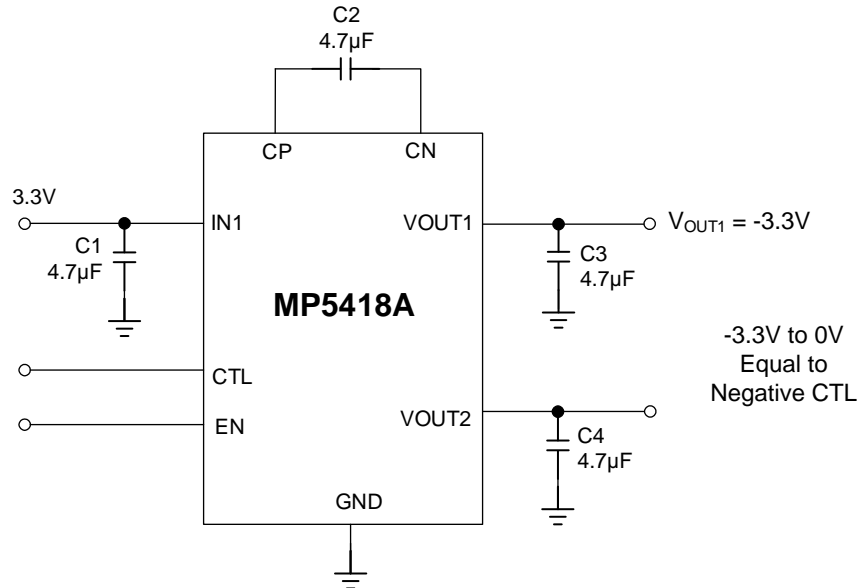 C2
4.7µF
CP
CN
3.3V
IN1
VOUT1
V_OUT1 = -3.3V
C1
4.7µF
C3
4.7µF
MP5418A
-3.3V to 0V
Equal to
Negative CTL
CTL
EN
VOUT2
C4
4.7µF
GND